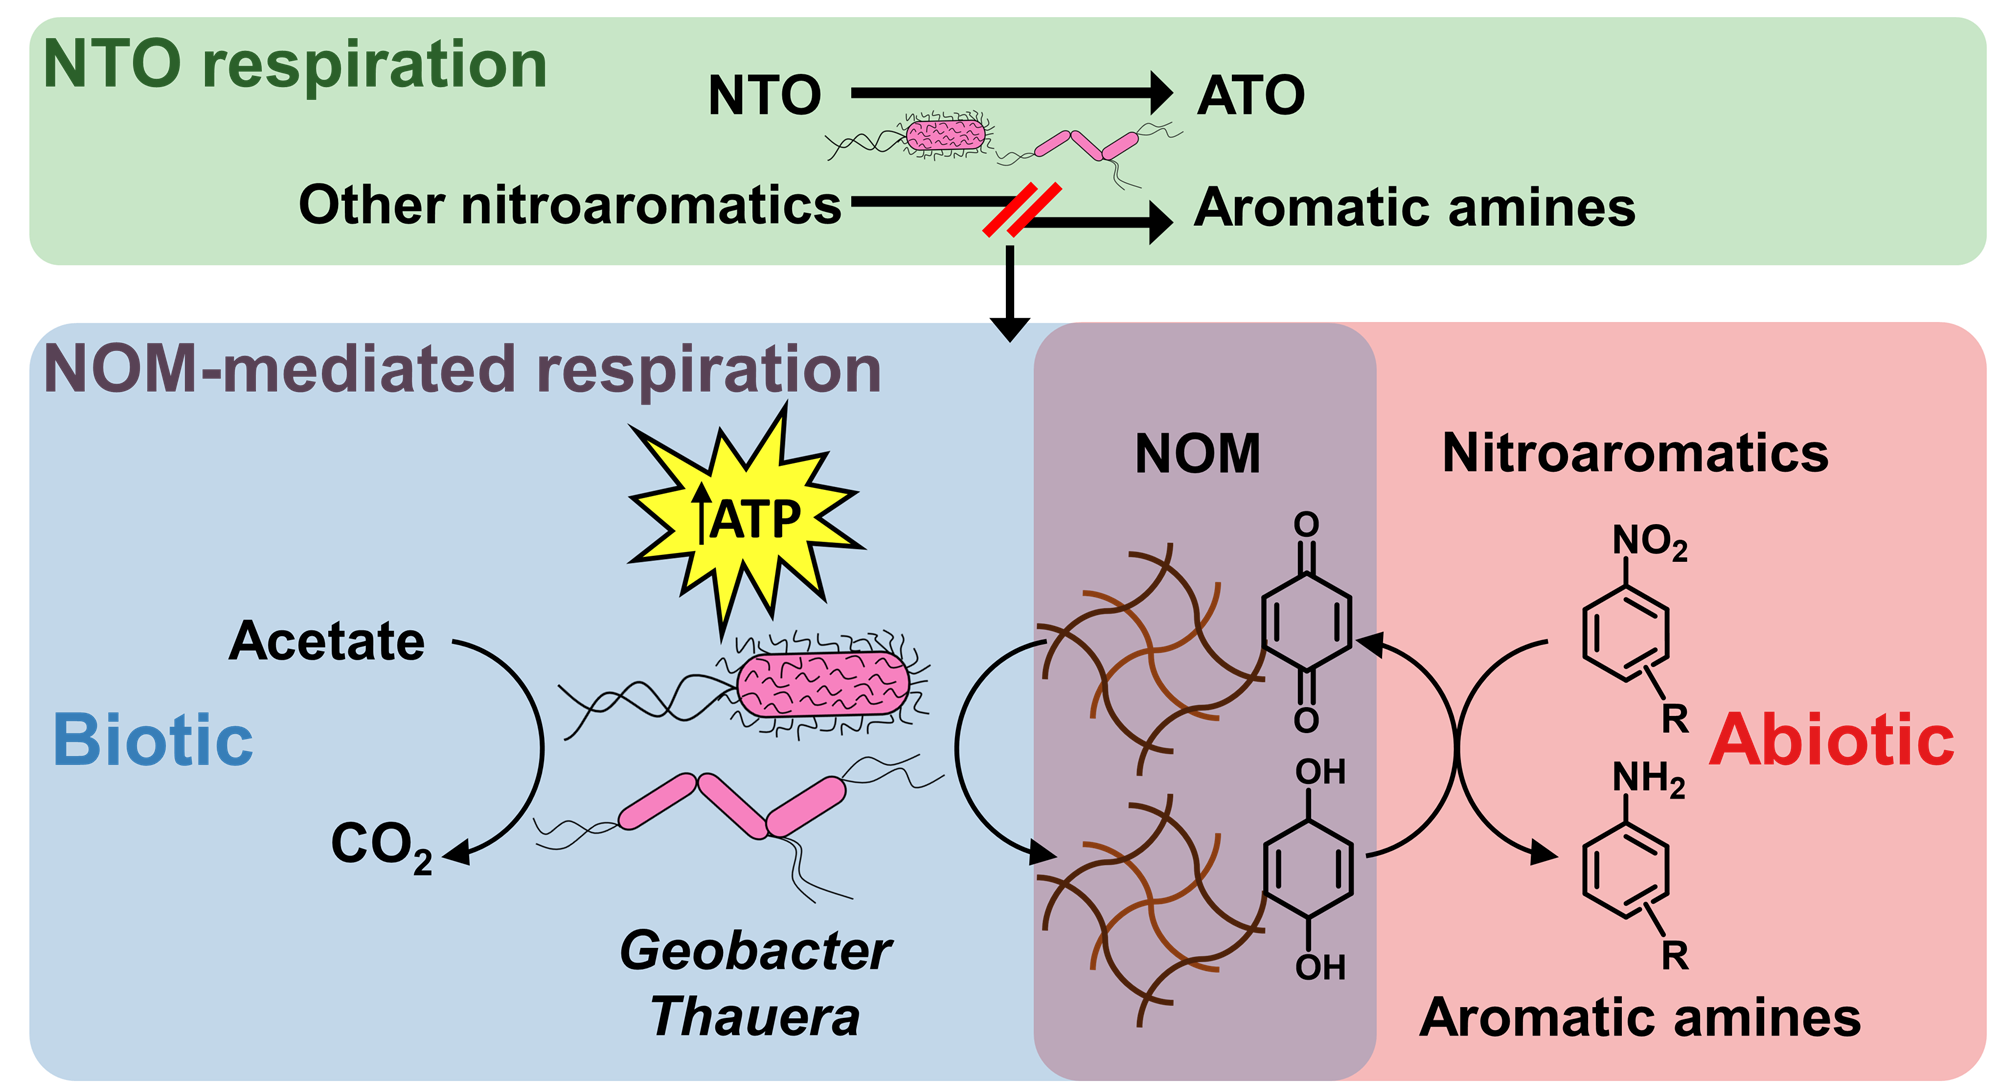 NTO respiration
NTO
ATO
Other nitroaromatics
Aromatic amines
NOM-mediated respiration
↑ATP
NOM
Nitroaromatics
O
O
NO₂
R
Acetate
Biotic
Abiotic
CO₂
OH
OH
NH₂
R
Geobacter
Thauera
Aromatic amines